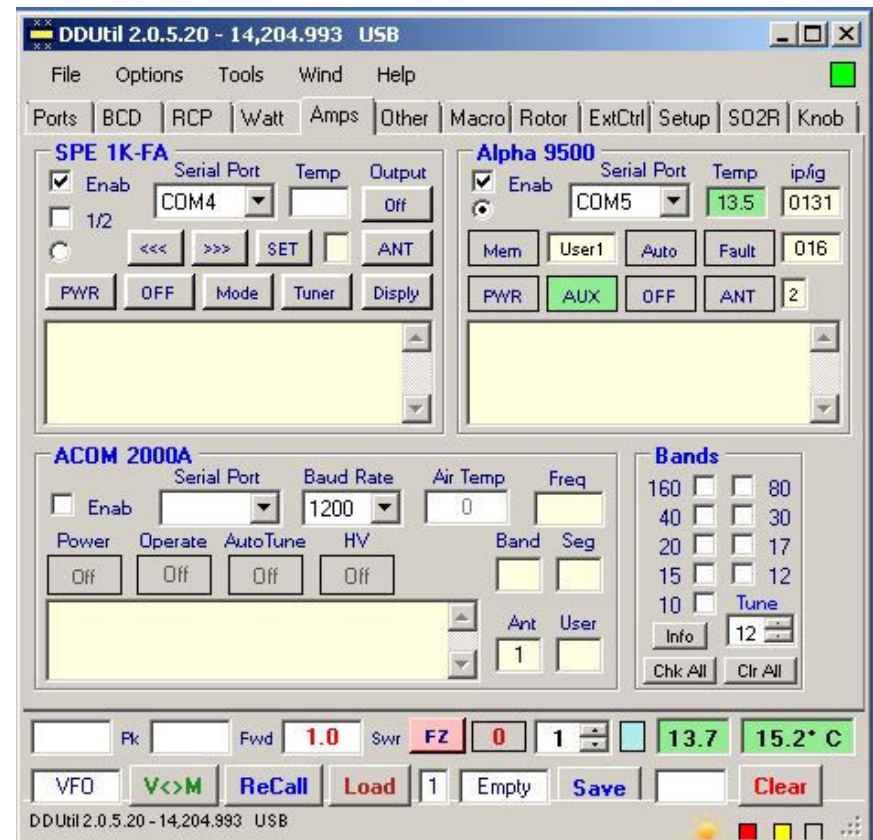 DDUtil 2.0.5.20 - 14,204.993 USB
File Options Tools Wind Help
Ports BCD RCP Watt Amps Other Macro Rotor ExtCtrl Setup SO2R Knob
SPE 1K-FA
Serial Port Temp Output
Enab COM4 Off
1/2
<<< >>> SET ANT
PWR OFF Mode Tuner Disply
Alpha 9500
Serial Port Temp ip/ig
Enab COM5 13.5 0131
Mem User1 Auto Fault 016
PWR AUX OFF ANT 2
ACOM 2000A
Serial Port Baud Rate Air Temp Freq
Enab 1200 0
Power Operate AutoTune HV Band Seg
Off Off Off Off
Ant User
1
Bands
160 80
40 30
20 17
15 12
10 Tune
Info 12
Chk All Clr All
Pk Fwd 1.0 Swr FZ 0 1 13.7 15.2° C
VFO V<>M ReCall Load 1 Empty Save Clear
DDUtil 2.0.5.20 - 14,204.993 USB